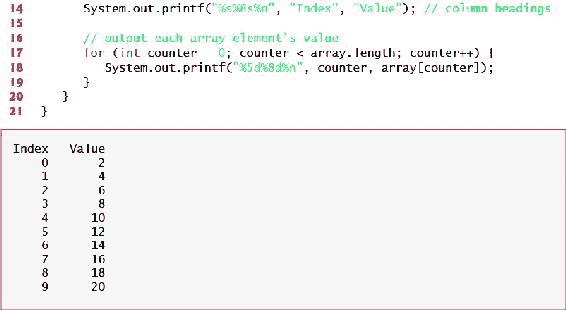 14 System.out.printf("%s%8s%n", "Index", "Value"); // column headings
15
16 // output each array element's value
17 for (int counter = 0; counter < array.length; counter++) {
18 System.out.printf("%5d%8d%n", counter, array[counter]);
19 }
20 }
21 }
Index Value
0 2
1 4
2 6
3 8
4 10
5 12
6 14
7 16
8 18
9 20